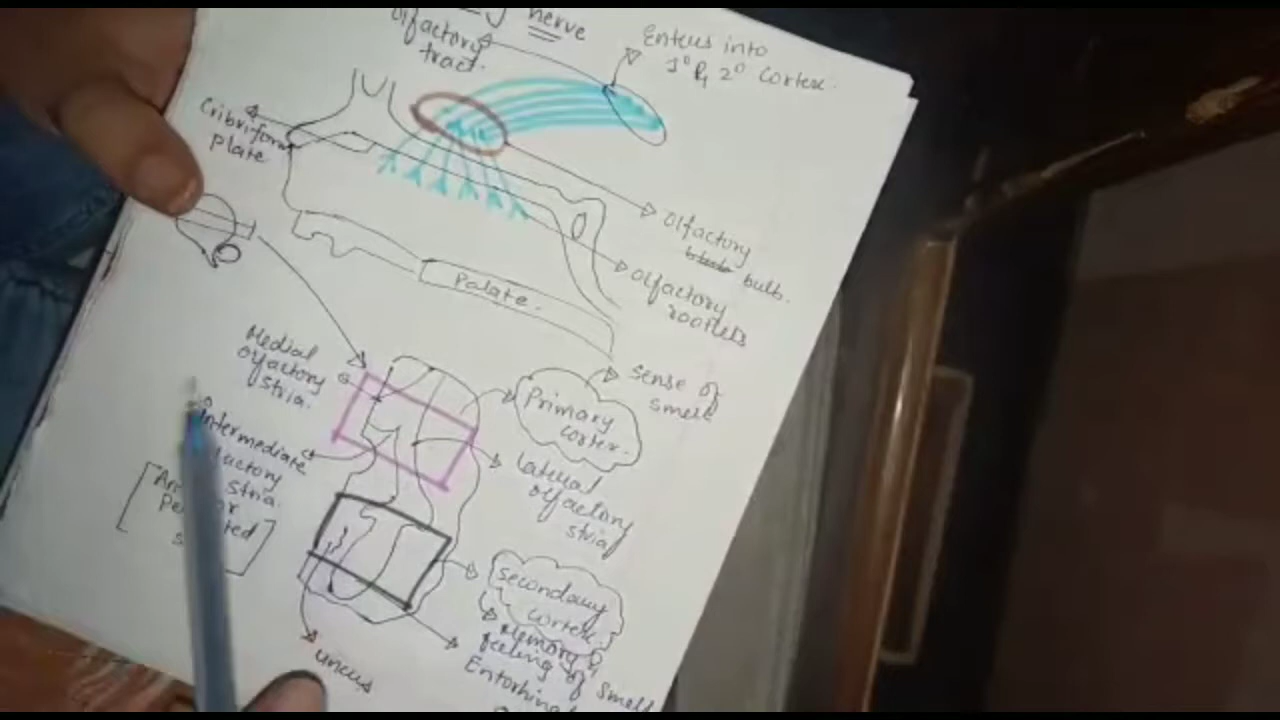 nerve
olfactory
tract.
Enters into
1° & 2° Cortex.
Cribriform
plate
olfactory
bulb.
olfactory
rootlets
Palate.
Medial
olfactory
stria.
sense of
smell
Primary
cortex.
Intermediate
stria.
lateral
olfactory
stria
secondary
cortex.
Memory &
feeling of smell
uncus